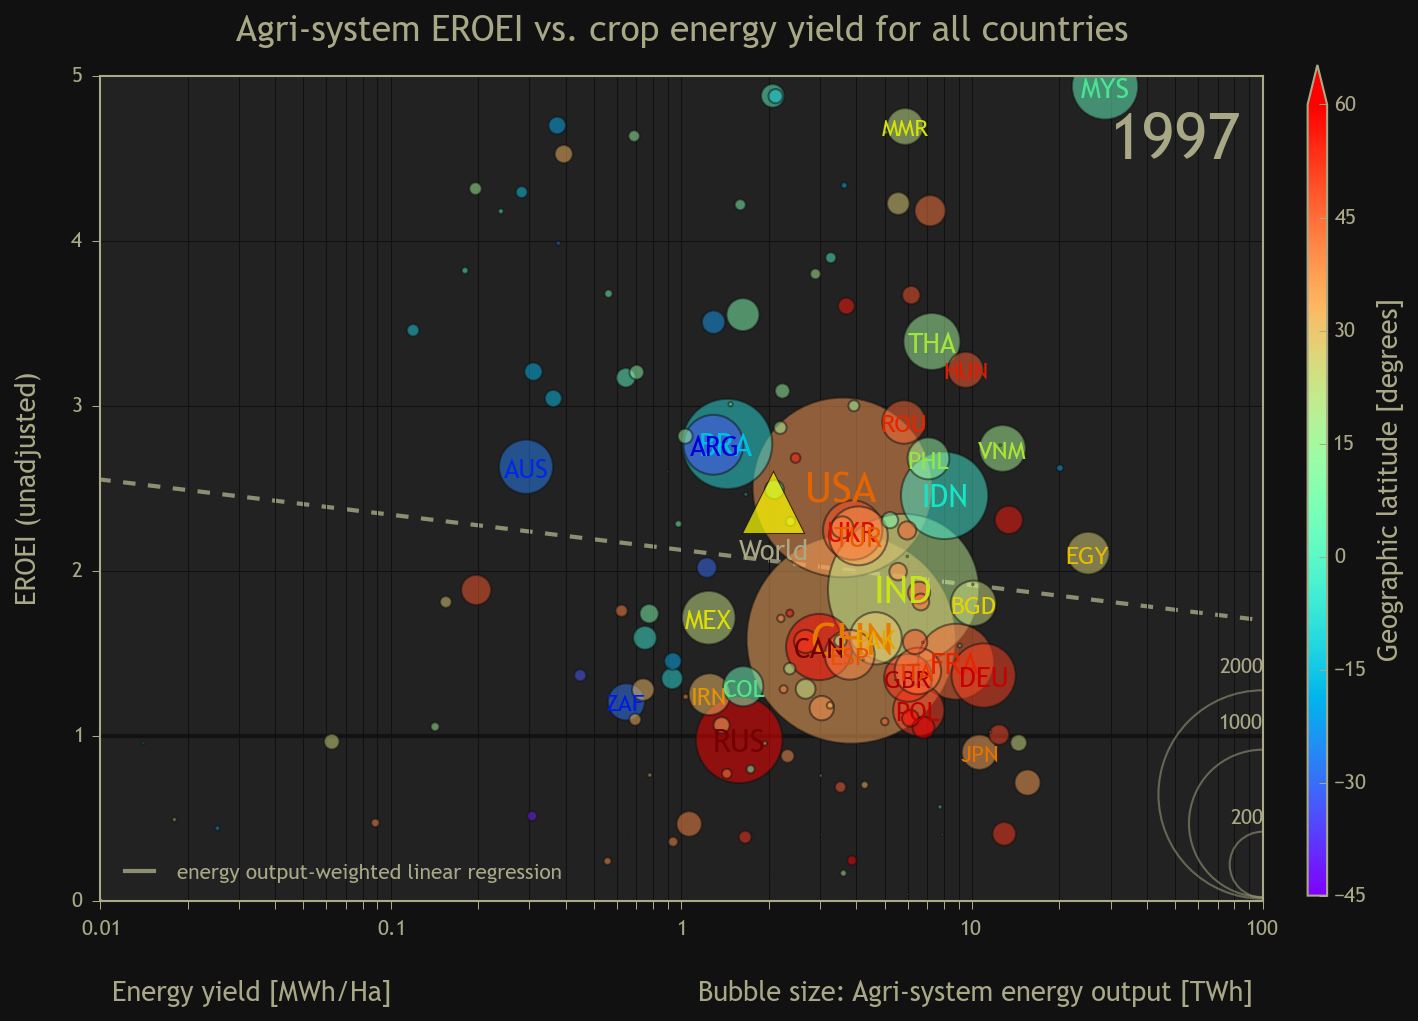 Agri-system EROEI vs. crop energy yield for all countries
1997
EROEI (unadjusted)
5
4
3
2
1
0
MYS
MMR
THA
HUN
ROU
VNM
PHL
BRA
ARG
AUS
USA
IDN
UKR
TUR
World
EGY
IND
BGD
MEX
CHN
CAN
ESP
FRA
ITA
GBR
DEU
COL
IRN
ZAF
POL
RUS
JPN
2000
1000
200
energy output-weighted linear regression
0.01
0.1
1
10
100
Energy yield [MWh/Ha]
Bubble size: Agri-system energy output [TWh]
60
45
30
15
0
−15
−30
−45
Geographic latitude [degrees]